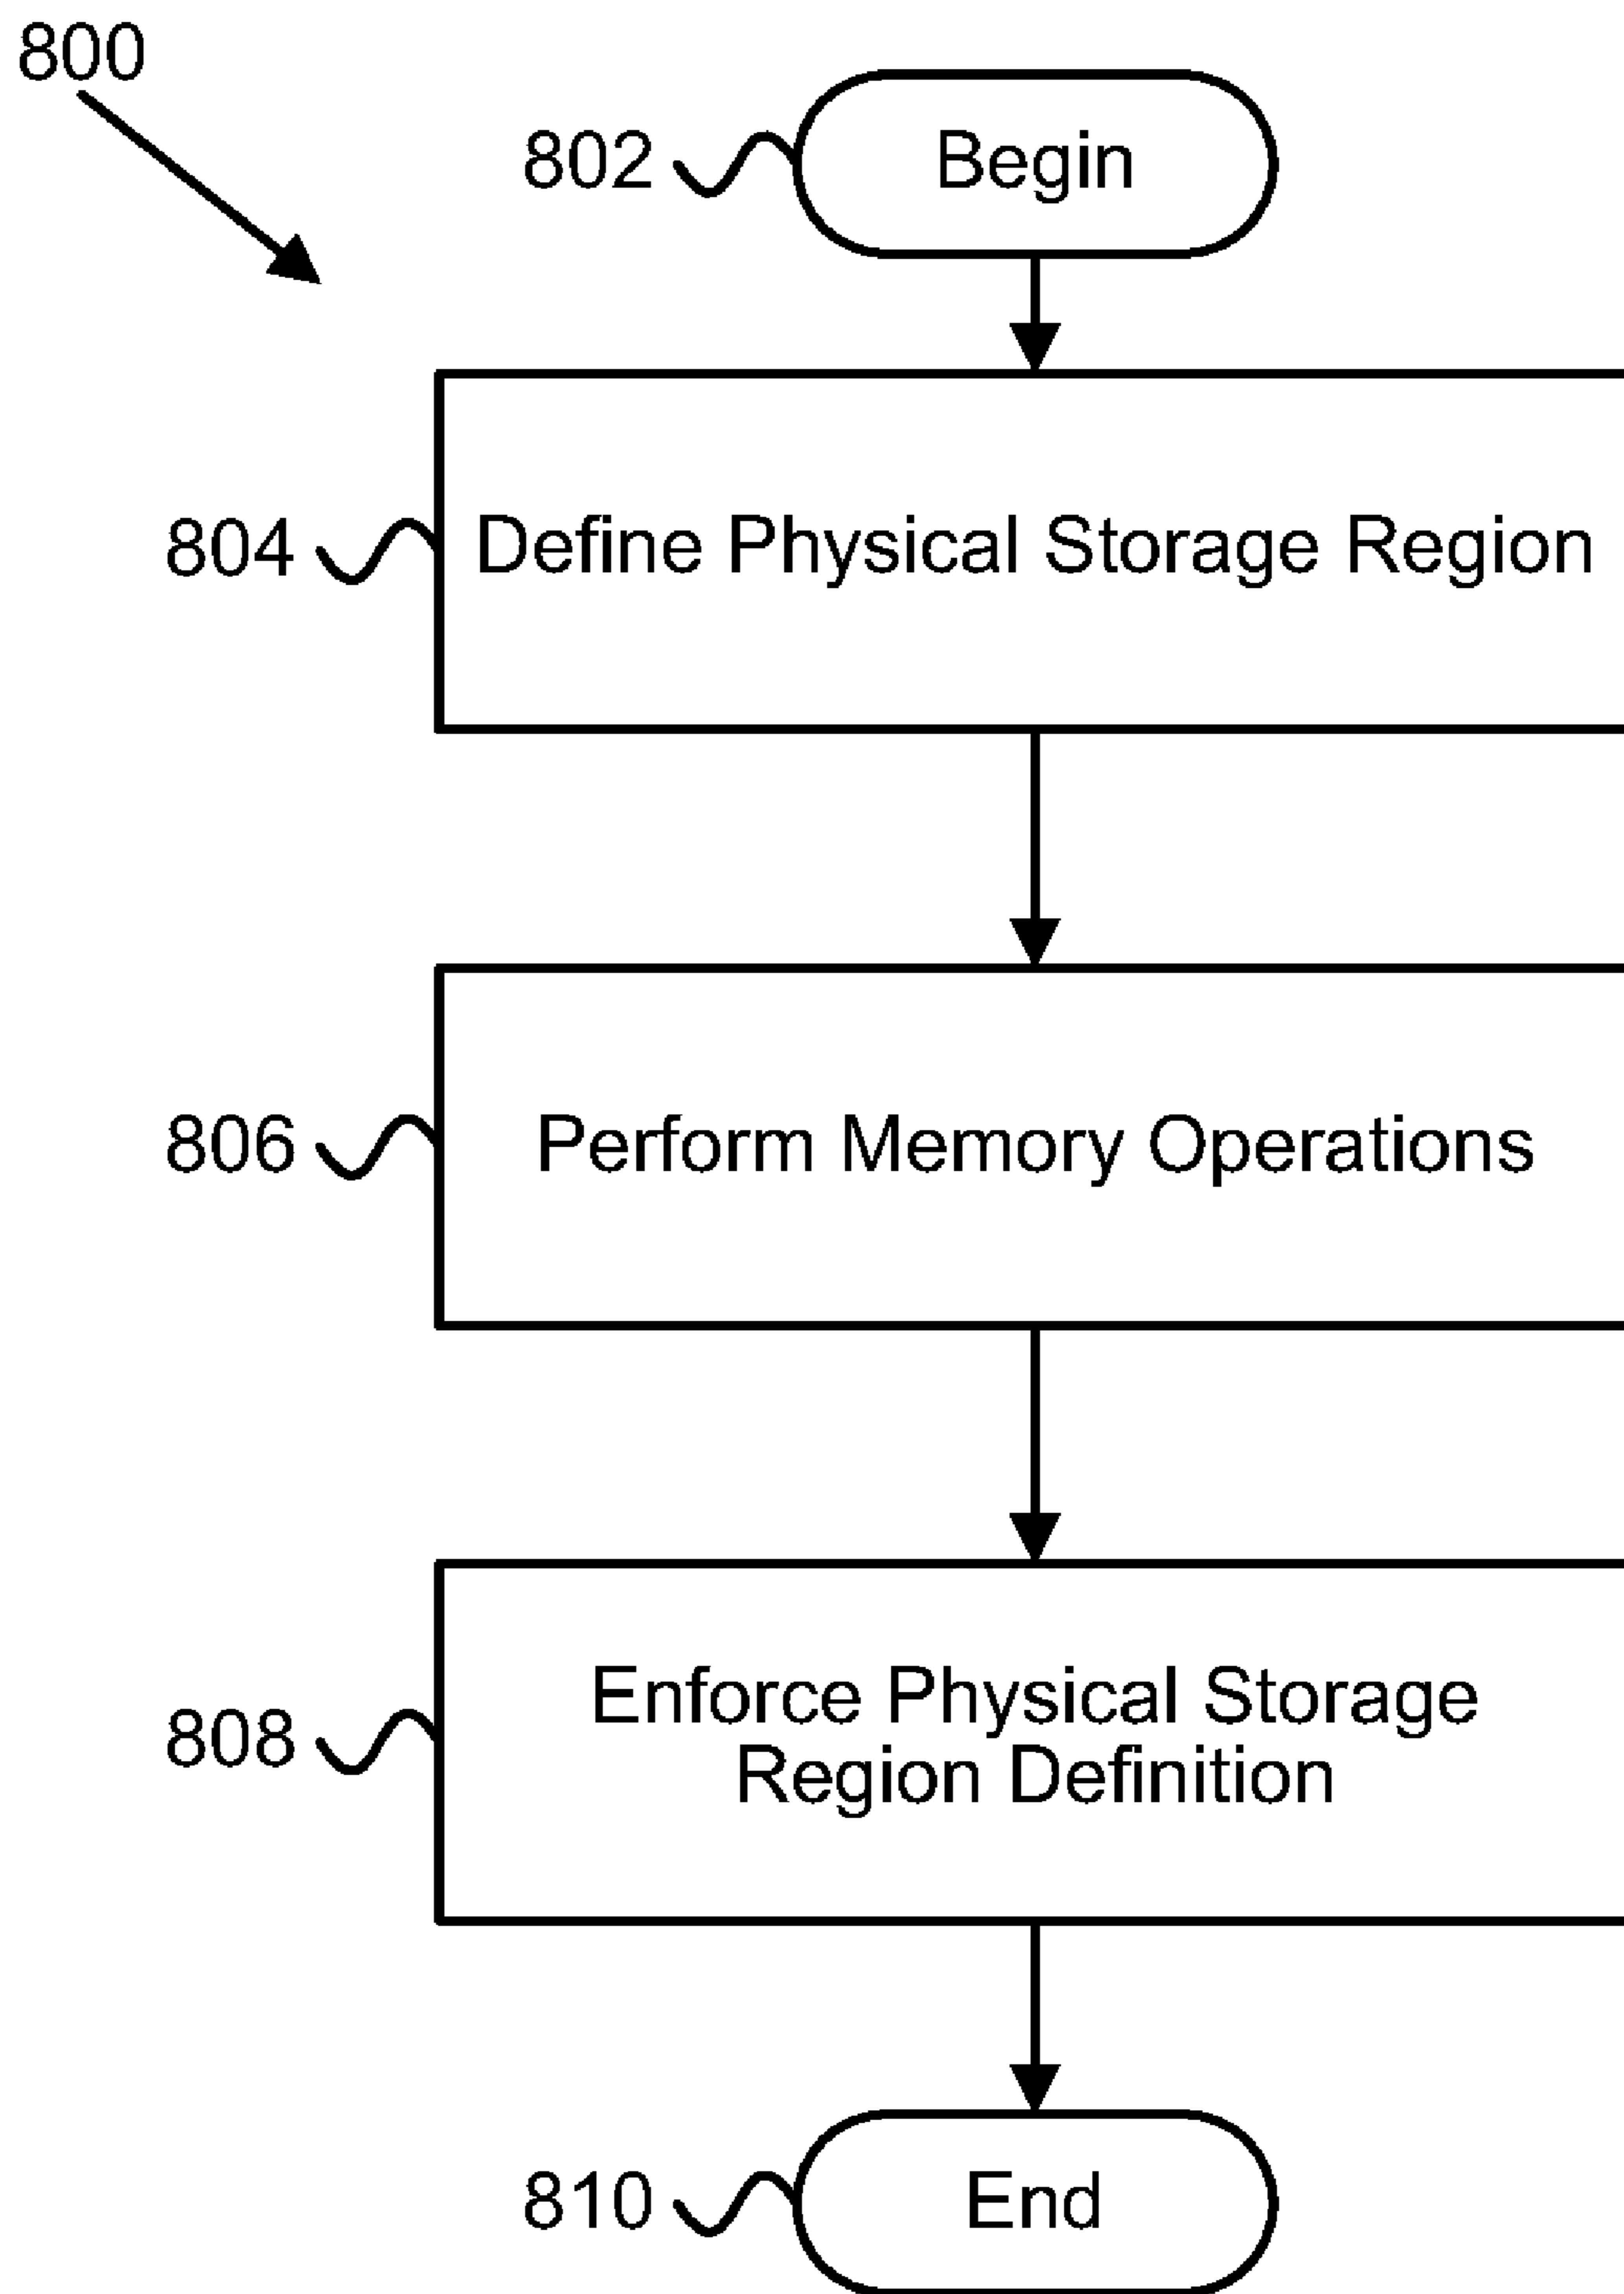 800
802 Begin
804 Define Physical Storage Region
806 Perform Memory Operations
808 Enforce Physical Storage
Region Definition
810 End